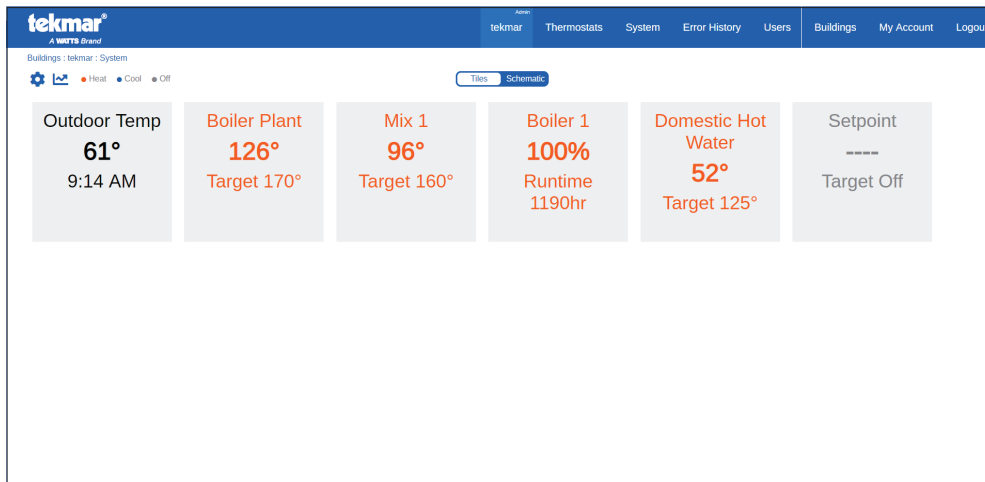 tekmar®
A WATTS Brand
Admin
tekmar Thermostats System Error History Users Buildings My Account Logout
Buildings : tekmar : System
Heat Cool Off
Tiles Schematic
Outdoor Temp
61°
9:14 AM
Boiler Plant
126°
Target 170°
Mix 1
96°
Target 160°
Boiler 1
100%
Runtime
1190hr
Domestic Hot
Water
52°
Target 125°
Setpoint
----
Target Off